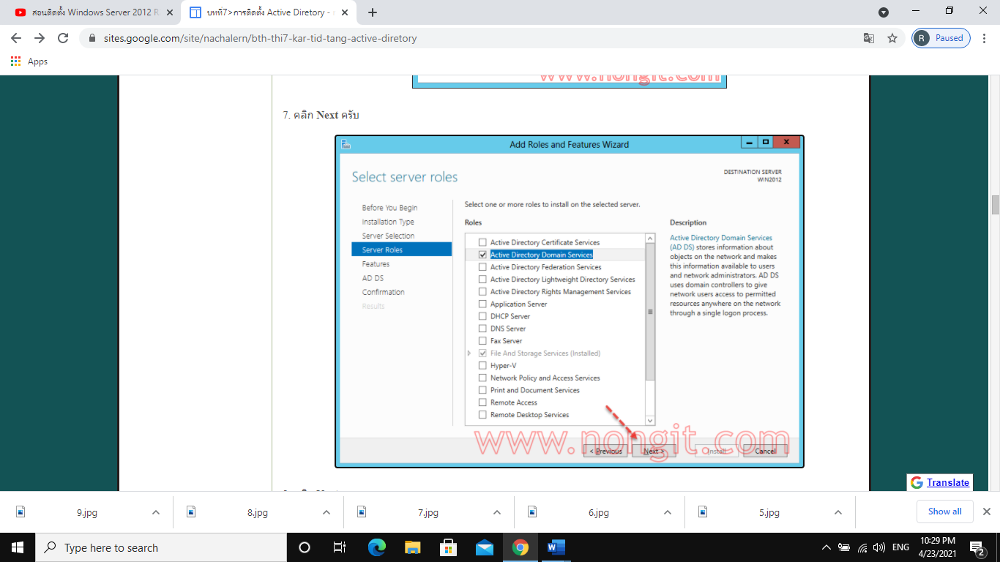 สอนติดตั้ง Windows Server 2012 R
บทที่7>การติดตั้ง Active Diretory -
sites.google.com/site/nachalern/bth-thi7-kar-tid-tang-active-diretory
R Paused
Apps
www.nongit.com
7. คลิก Next ครับ
Add Roles and Features Wizard
Select server roles
DESTINATION SERVER
WIN2012
Before You Begin
Installation Type
Server Selection
Server Roles
Features
AD DS
Confirmation
Results
Select one or more roles to install on the selected server.
Roles
Active Directory Certificate Services
Active Directory Domain Services
Active Directory Federation Services
Active Directory Lightweight Directory Services
Active Directory Rights Management Services
Application Server
DHCP Server
DNS Server
Fax Server
File And Storage Services (Installed)
Hyper-V
Network Policy and Access Services
Print and Document Services
Remote Access
Remote Desktop Services
Description
Active Directory Domain Services
(AD DS) stores information about
objects on the network and makes
this information available to users
and network administrators. AD DS
uses domain controllers to give
network users access to permitted
resources anywhere on the network
through a single logon process.
www.nongit.com
< Previous Next > Install Cancel
G Translate
9.jpg 8.jpg 7.jpg 6.jpg 5.jpg Show all
Type here to search
W
ENG
10:29 PM
4/23/2021
2